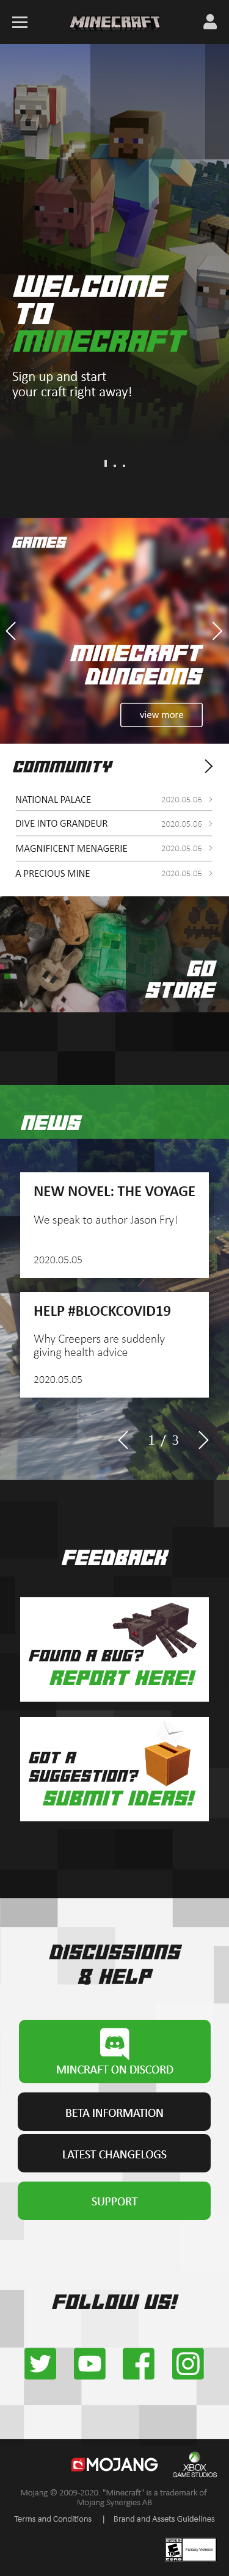 MINECRAFT
WELCOME
TO
MINECRAFT
Sign up and start
your craft right away!
GAMES
MINECRAFT
DUNGEONS
view more
COMMUNITY
NATIONAL PALACE 2020.05.06
DIVE INTO GRANDEUR 2020.05.06
MAGNIFICENT MENAGERIE 2020.05.06
A PRECIOUS MINE 2020.05.06
GO
STORE
NEWS
NEW NOVEL: THE VOYAGE
We speak to author Jason Fry!
2020.05.05
HELP #BLOCKCOVID19
Why Creepers are suddenly
giving health advice
2020.05.05
1 / 3
FEEDBACK
FOUND A BUG?
REPORT HERE!
GOT A
SUGGESTION?
SUBMIT IDEAS!
DISCUSSIONS
& HELP
MINCRAFT ON DISCORD
BETA INFORMATION
LATEST CHANGELOGS
SUPPORT
FOLLOW US!
MOJANG
XBOX
GAME STUDIOS
Mojang © 2009-2020. "Minecraft" is a trademark of
Mojang Synergies AB
Terms and Conditions | Brand and Assets Guidelines
Fantasy Violence
ESRB